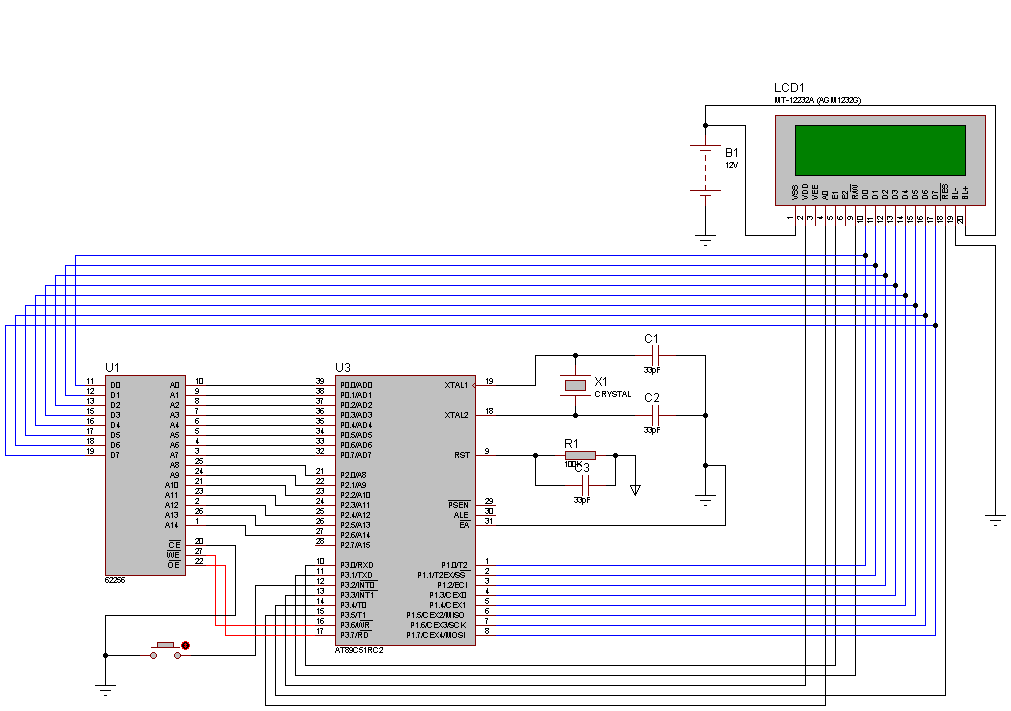 LCD1
MT-12232A (AGM1232G)
B1
12V
VSS VDD VEE A0 E1 E2 R/W D0 D1 D2 D3 D4 D5 D6 D7 RES BL- BL+
1 2 3 4 5 6 9 10 11 12 13 14 15 16 17 18 19 20
U1
11 D0 A0 10
12 D1 A1 9
13 D2 A2 8
15 D3 A3 7
16 D4 A4 6
17 D5 A5 5
18 D6 A6 4
19 D7 A7 3
A8 25
A9 24
A10 21
A11 23
A12 2
A13 26
A14 1
CE 20
WE 27
OE 22
62256
U3
39 P0.0/AD0 XTAL1 19
38 P0.1/AD1
37 P0.2/AD2
36 P0.3/AD3 XTAL2 18
35 P0.4/AD4
34 P0.5/AD5
33 P0.6/AD6
32 P0.7/AD7 RST 9
21 P2.0/A8
22 P2.1/A9
23 P2.2/A10
24 P2.3/A11 PSEN 29
25 P2.4/A12 ALE 30
26 P2.5/A13 EA 31
27 P2.6/A14
28 P2.7/A15
10 P3.0/RXD P1.0/T2 1
11 P3.1/TXD P1.1/T2EX/SS 2
12 P3.2/INT0 P1.2/ECI 3
13 P3.3/INT1 P1.3/CEX0 4
14 P3.4/T0 P1.4/CEX1 5
15 P3.5/T1 P1.5/CEX2/MISO 6
16 P3.6/WR P1.6/CEX3/SCK 7
17 P3.7/RD P1.7/CEX4/MOSI 8
AT89C51RC2
C1
33pF
X1
CRYSTAL
C2
33pF
R1
100K
C3
33pF